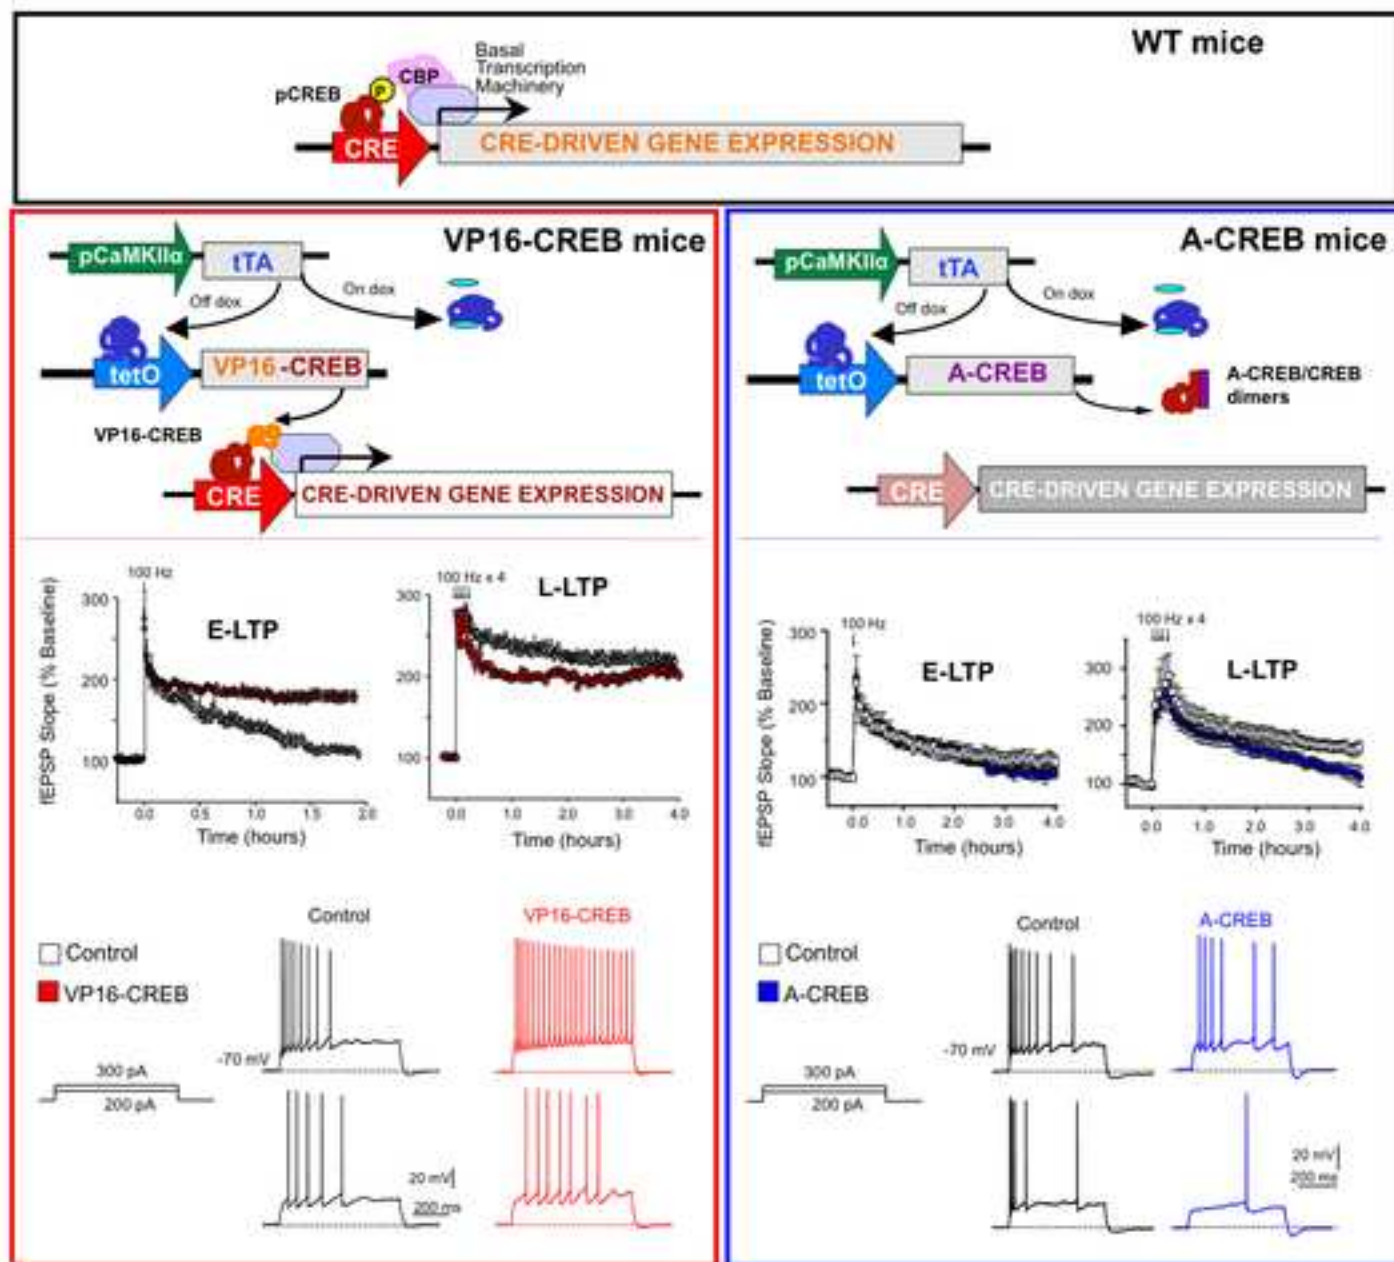 WT mice
Basal
Transcription
Machinery
CBP
P
pCREB
CRE
CRE-DRIVEN GENE EXPRESSION
VP16-CREB mice
pCaMKIIα
tTA
Off dox
On dox
tetO
VP16-CREB
VP16-CREB
CRE
CRE-DRIVEN GENE EXPRESSION
100 Hz
E-LTP
fEPSP Slope (% Baseline)
300
200
100
0.0 0.5 1.0 1.5 2.0
Time (hours)
100 Hz x 4
L-LTP
300
200
100
0.0 1.0 2.0 3.0 4.0
Time (hours)
Control
VP16-CREB
Control
VP16-CREB
-70 mV
300 pA
200 pA
20 mV
200 ms
A-CREB mice
pCaMKIIα
tTA
Off dox
On dox
tetO
A-CREB
A-CREB/CREB
dimers
CRE
CRE-DRIVEN GENE EXPRESSION
100 Hz
E-LTP
fEPSP Slope (% Baseline)
300
200
100
0.0 1.0 2.0 3.0 4.0
Time (hours)
100 Hz x 4
L-LTP
300
200
100
0.0 1.0 2.0 3.0 4.0
Time (hours)
Control
A-CREB
Control
A-CREB
-70 mV
300 pA
200 pA
20 mV
200 ms